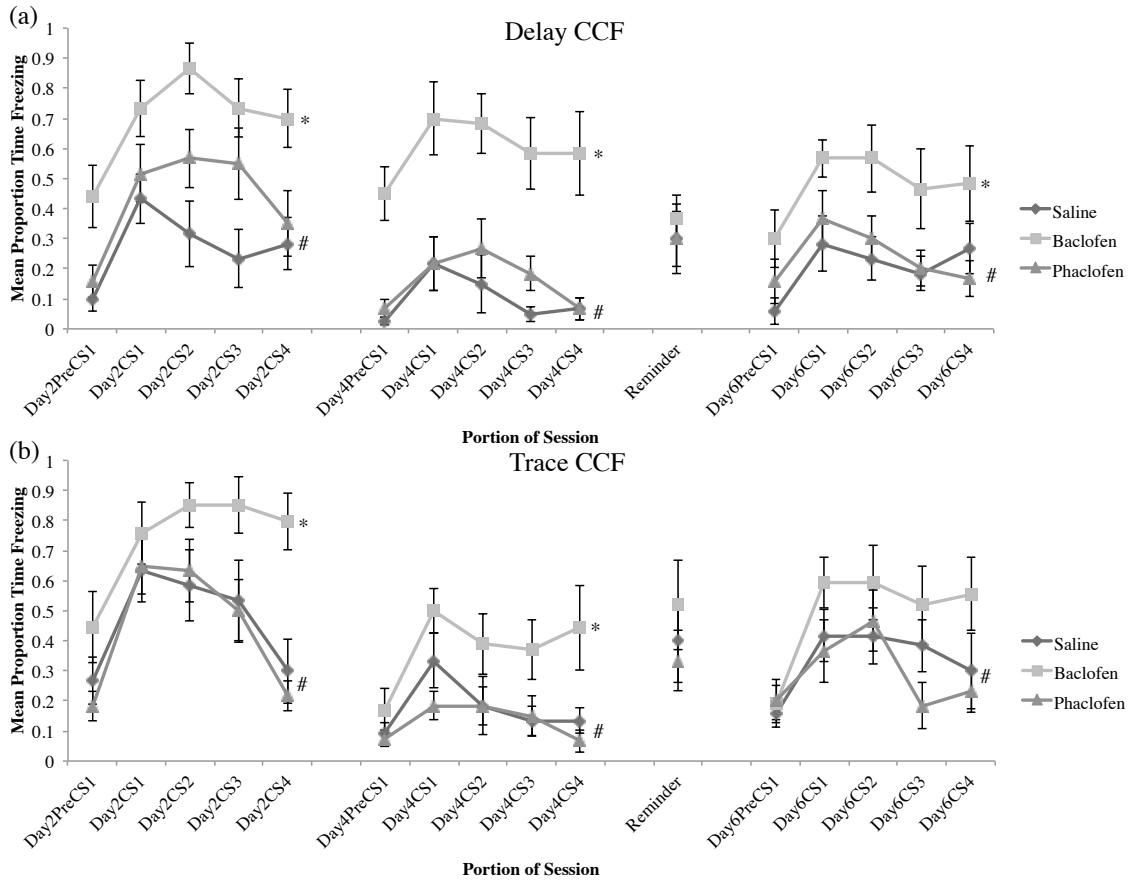 (a)
Delay CCF
Mean Proportion Time Freezing
1
0.9
0.8
0.7
0.6
0.5
0.4
0.3
0.2
0.1
0
*
#
*
#
*
#
Saline
Baclofen
Phaclofen
Day2PreCS1
Day2CS1
Day2CS2
Day2CS3
Day2CS4
Day4PreCS1
Day4CS1
Day4CS2
Day4CS3
Day4CS4
Reminder
Day6PreCS1
Day6CS1
Day6CS2
Day6CS3
Day6CS4
Portion of Session
(b)
Trace CCF
Mean Proportion Time Freezing
1
0.9
0.8
0.7
0.6
0.5
0.4
0.3
0.2
0.1
0
*
#
*
#
#
Saline
Baclofen
Phaclofen
Day2PreCS1
Day2CS1
Day2CS2
Day2CS3
Day2CS4
Day4PreCS1
Day4CS1
Day4CS2
Day4CS3
Day4CS4
Reminder
Day6PreCS1
Day6CS1
Day6CS2
Day6CS3
Day6CS4
Portion of Session